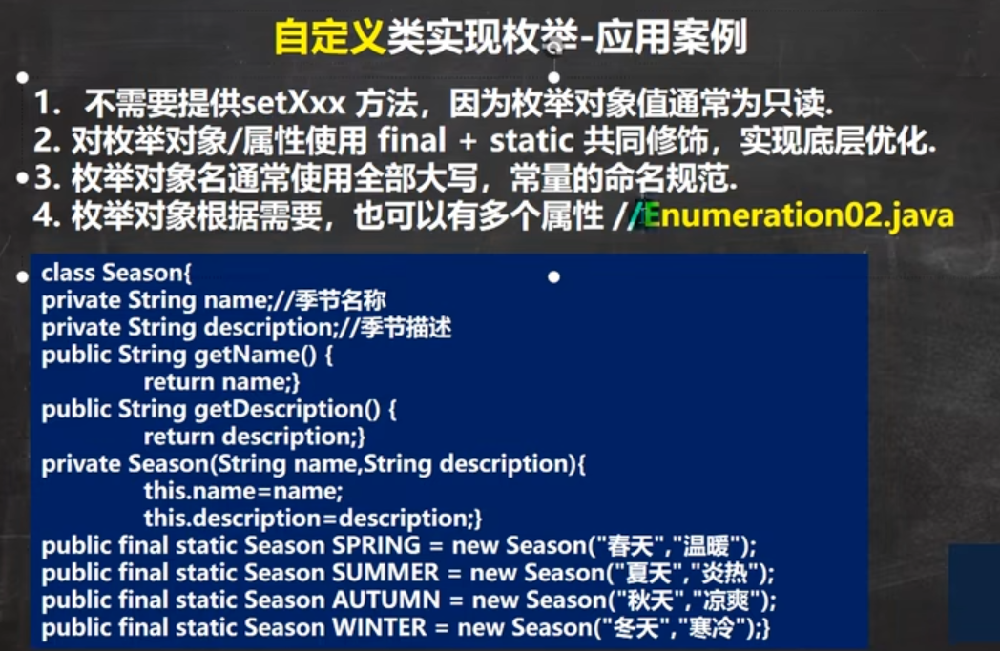 自定义类实现枚举-应用案例
1. 不需要提供setXxx 方法，因为枚举对象值通常为只读.
2. 对枚举对象/属性使用 final + static 共同修饰，实现底层优化.
3. 枚举对象名通常使用全部大写，常量的命名规范.
4. 枚举对象根据需要，也可以有多个属性 //Enumeration02.java
class Season{
private String name;//季节名称
private String description;//季节描述
public String getName() {
return name;}
public String getDescription() {
return description;}
private Season(String name,String description){
this.name=name;
this.description=description;}
public final static Season SPRING = new Season("春天","温暖");
public final static Season SUMMER = new Season("夏天","炎热");
public final static Season AUTUMN = new Season("秋天","凉爽");
public final static Season WINTER = new Season("冬天","寒冷");}